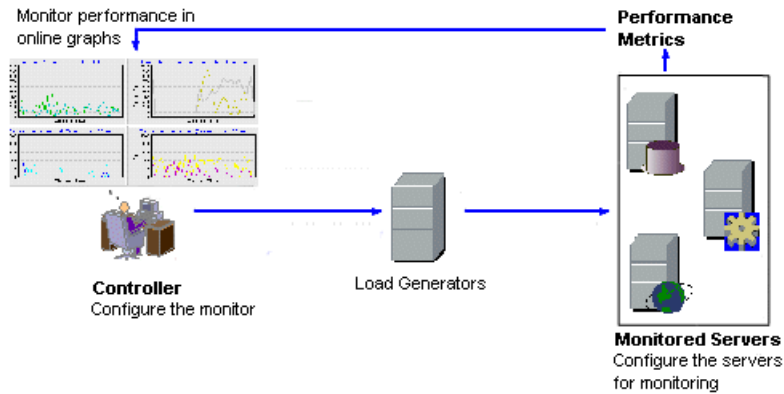 Monitor performance in
online graphs
Performance
Metrics
Controller
Configure the monitor
Load Generators
Monitored Servers
Configure the servers
for monitoring